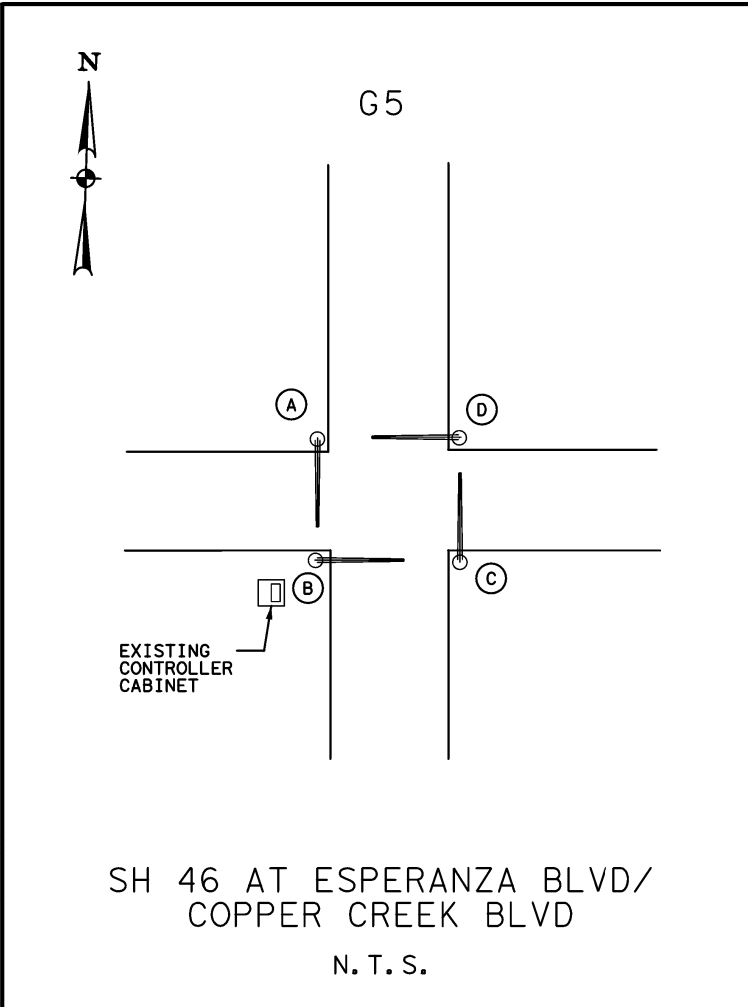 N
G5
A
D
B
C
EXISTING
CONTROLLER
CABINET
SH 46 AT ESPERANZA BLVD/
COPPER CREEK BLVD
N.T.S.